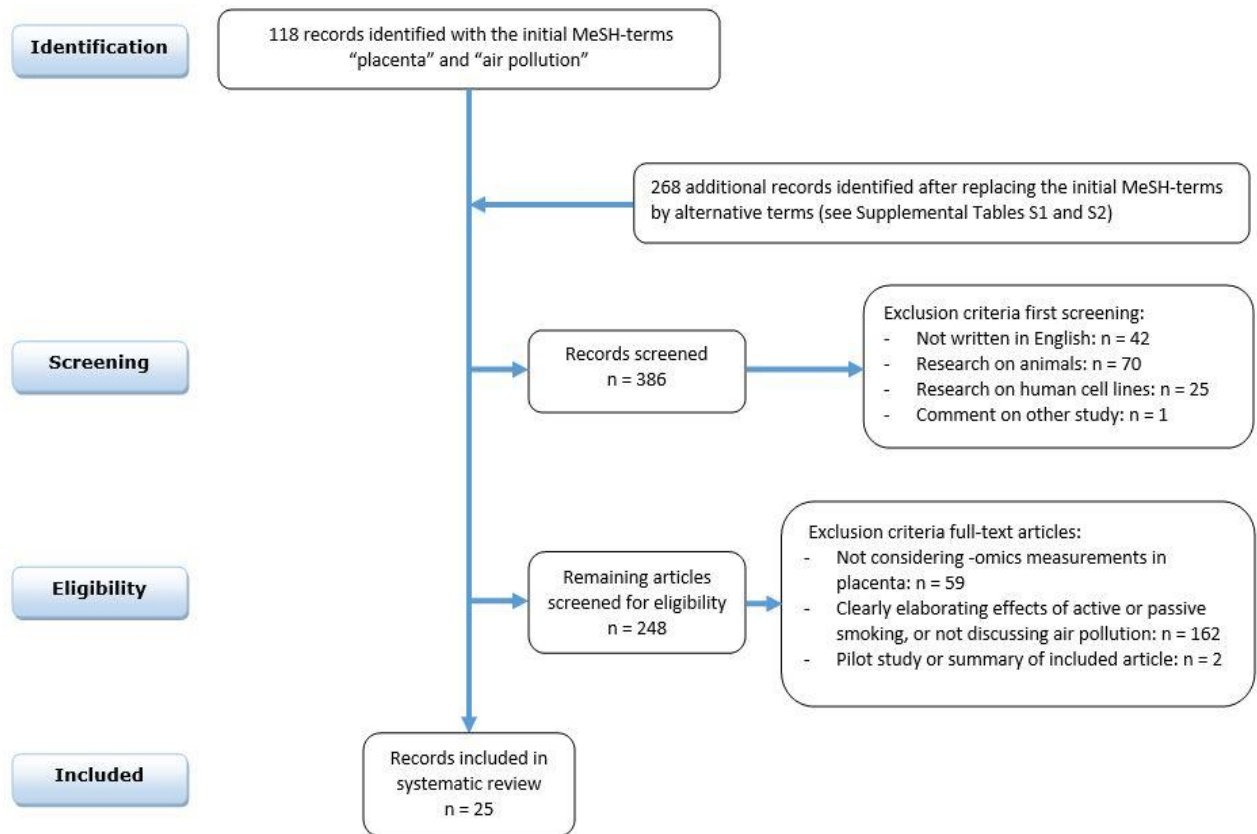 Identification
118 records identified with the initial MeSH-terms
“placenta” and “air pollution”
268 additional records identified after replacing the initial MeSH-terms
by alternative terms (see Supplemental Tables S1 and S2)
Screening
Records screened
n = 386
Exclusion criteria first screening:
- Not written in English: n = 42
- Research on animals: n = 70
- Research on human cell lines: n = 25
- Comment on other study: n = 1
Eligibility
Remaining articles
screened for eligibility
n = 248
Exclusion criteria full-text articles:
- Not considering -omics measurements in
placenta: n = 59
- Clearly elaborating effects of active or passive
smoking, or not discussing air pollution: n = 162
- Pilot study or summary of included article: n = 2
Included
Records included in
systematic review
n = 25